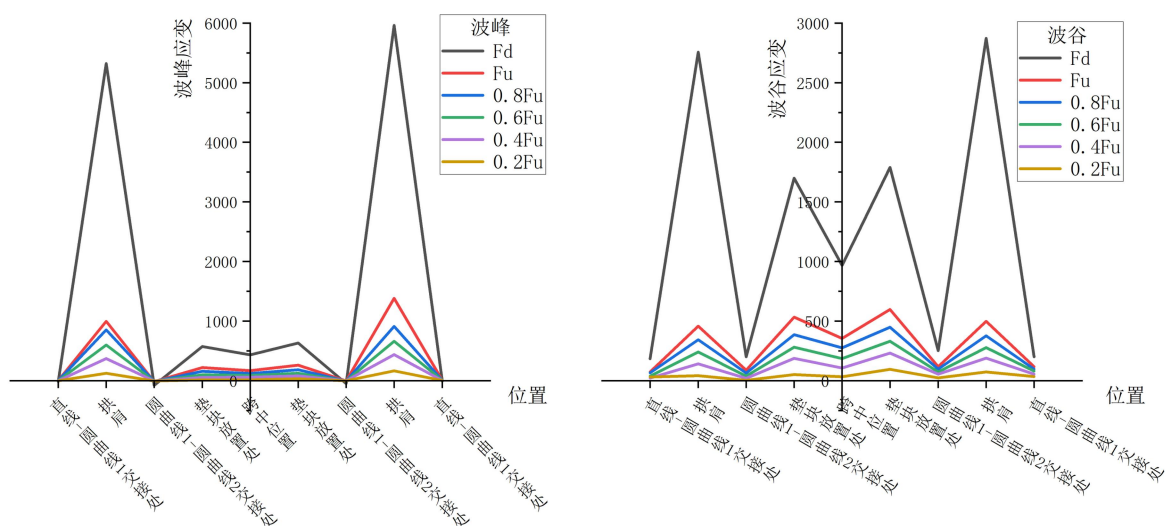 波峰应变
6000
5000
4000
3000
2000
1000
0
波峰
Fd
Fu
0.8Fu
0.6Fu
0.4Fu
0.2Fu
位置
直线-圆曲线1交接处
拱肩
圆曲线1-圆曲线2交接处
垫块放置处
跨中位置
垫块放置处
圆曲线1-圆曲线2交接处
拱肩
直线-圆曲线1交接处
波谷应变
3000
2500
2000
1500
1000
500
0
波谷
Fd
Fu
0.8Fu
0.6Fu
0.4Fu
0.2Fu
位置
直线-圆曲线1交接处
拱肩
圆曲线1-圆曲线2交接处
垫块放置处
跨中位置
垫块放置处
圆曲线1-圆曲线2交接处
拱肩
直线-圆曲线1交接处